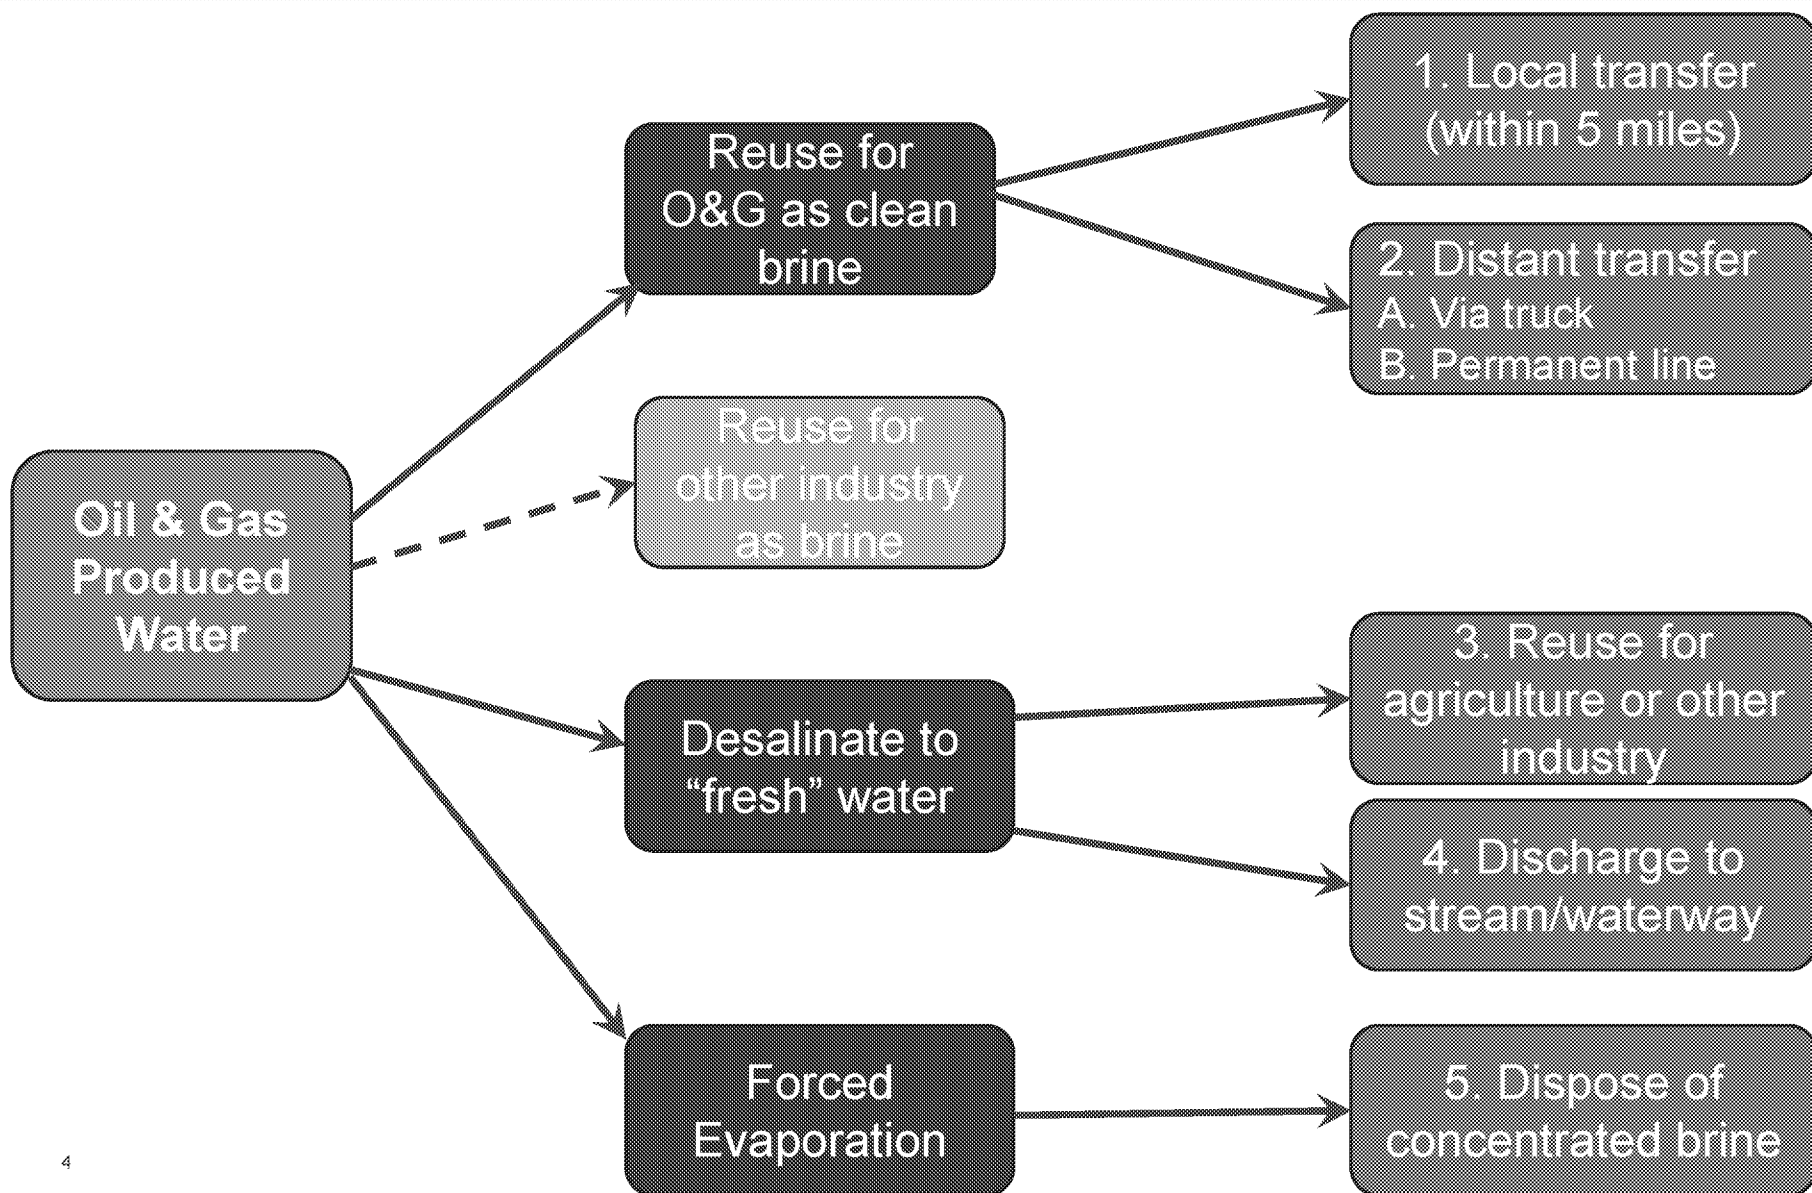 Oil & Gas
Produced
Water
Reuse for
O&G as clean
brine
Reuse for
other industry
as brine
Desalinate to
“fresh” water
Forced
Evaporation
1. Local transfer
(within 5 miles)
2. Distant transfer
A. Via truck
B. Permanent line
3. Reuse for
agriculture or other
industry
4. Discharge to
stream/waterway
5. Dispose of
concentrated brine
4